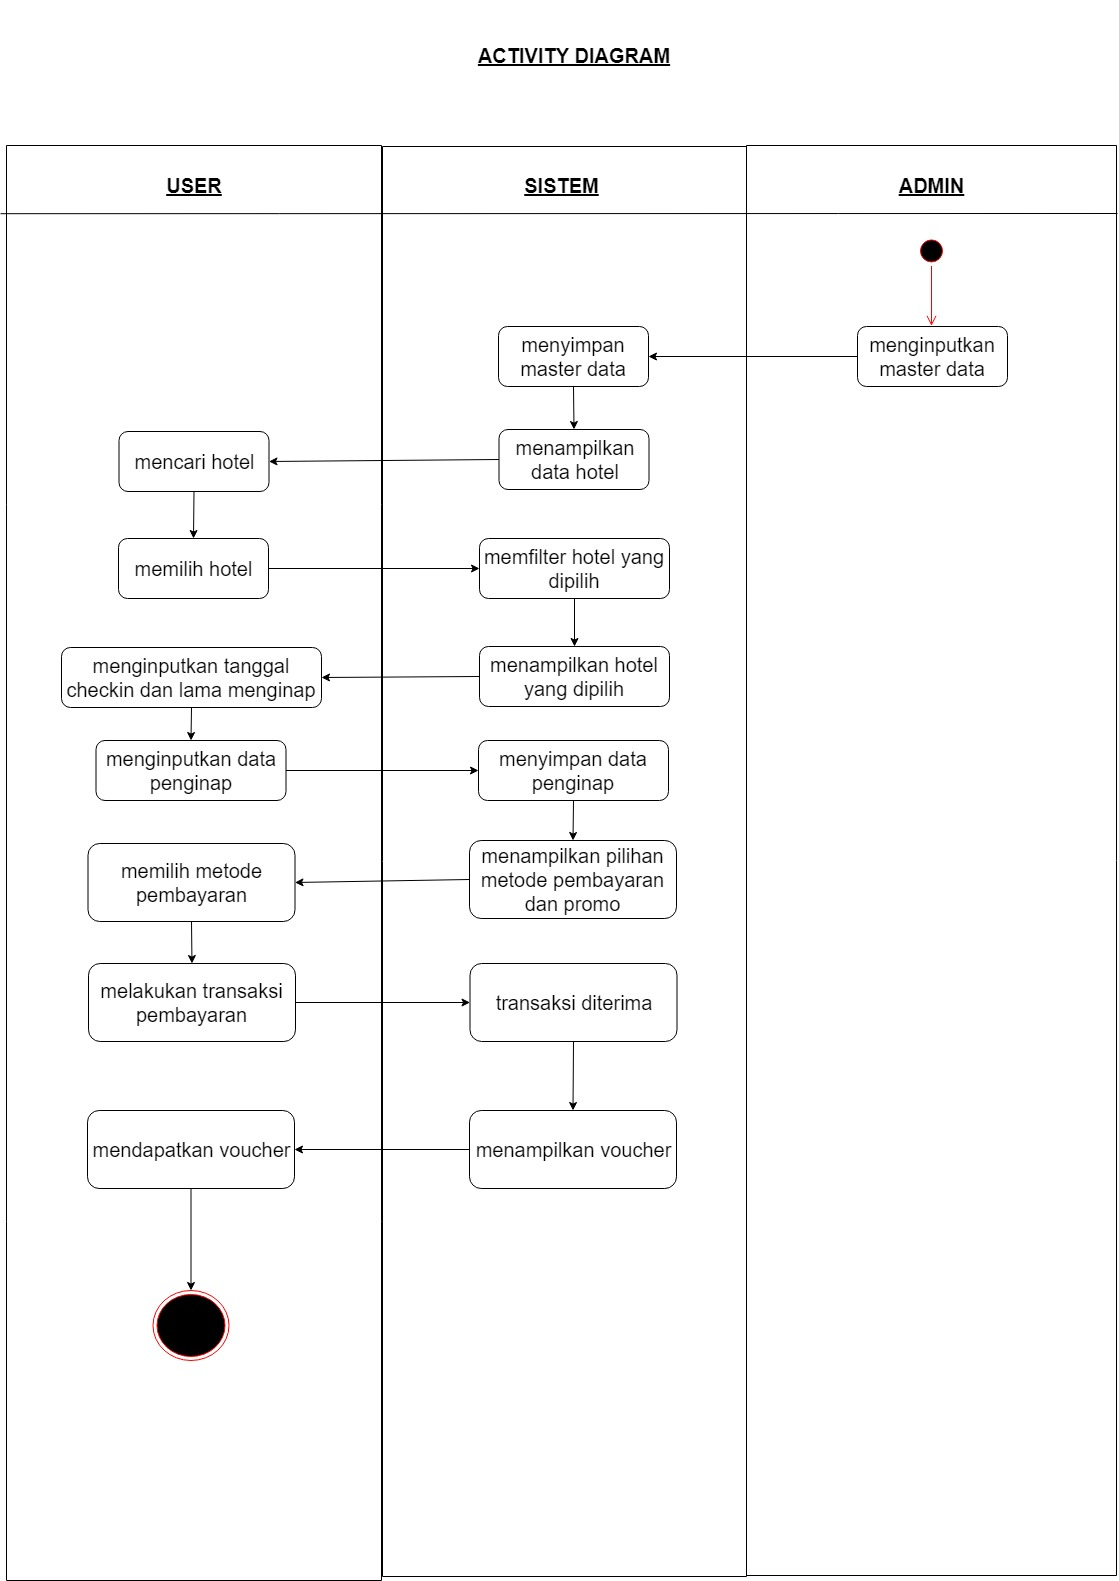 ACTIVITY DIAGRAM
USER
SISTEM
ADMIN
menyimpan
master data
menginputkan
master data
mencari hotel
menampilkan
data hotel
memilih hotel
memfilter hotel yang
dipilih
menginputkan tanggal
checkin dan lama menginap
menampilkan hotel
yang dipilih
menginputkan data
penginap
menyimpan data
penginap
memilih metode
pembayaran
menampilkan pilihan
metode pembayaran
dan promo
melakukan transaksi
pembayaran
transaksi diterima
mendapatkan voucher
menampilkan voucher